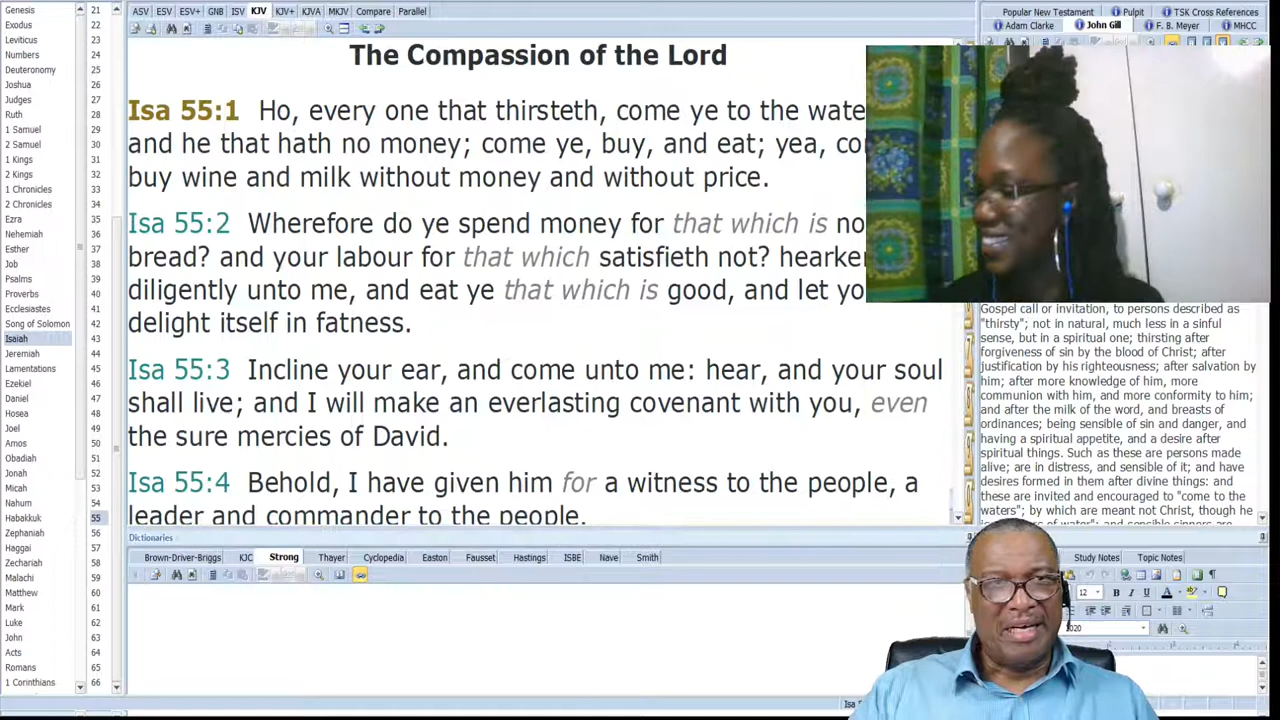 Genesis
Exodus
Leviticus
Numbers
Deuteronomy
Joshua
Judges
Ruth
1 Samuel
2 Samuel
1 Kings
2 Kings
1 Chronicles
2 Chronicles
Ezra
Nehemiah
Esther
Job
Psalms
Proverbs
Ecclesiastes
Song of Solomon
Isaiah
Jeremiah
Lamentations
Ezekiel
Daniel
Hosea
Joel
Amos
Obadiah
Jonah
Micah
Nahum
Habakkuk
Zephaniah
Haggai
Zechariah
Malachi
Matthew
Mark
Luke
John
Acts
Romans
1 Corinthians
21
22
23
24
25
26
27
28
29
30
31
32
33
34
35
36
37
38
39
40
41
42
43
44
45
46
47
48
49
50
51
52
53
54
55
56
57
58
59
60
61
62
63
64
65
66
ASV ESV ESV+ GNB ISV KJV KJV+ KJVA MKJV Compare Parallel
The Compassion of the Lord
Isa 55:1 Ho, every one that thirsteth, come ye to the wate
and he that hath no money; come ye, buy, and eat; yea, co
buy wine and milk without money and without price.
Isa 55:2 Wherefore do ye spend money for that which is no
bread? and your labour for that which satisfieth not? hearke
diligently unto me, and eat ye that which is good, and let yo
delight itself in fatness.
Isa 55:3 Incline your ear, and come unto me: hear, and your soul
shall live; and I will make an everlasting covenant with you, even
the sure mercies of David.
Isa 55:4 Behold, I have given him for a witness to the people, a
leader and commander to the people.
Dictionaries
Brown-Driver-Briggs KJC Strong Thayer Cyclopedia Easton Fausset Hastings ISBE Nave Smith
Popular New Testament Pulpit TSK Cross References
Adam Clarke John Gill F. B. Meyer MHCC
Gospel call or invitation, to persons described as
"thirsty"; not in natural, much less in a sinful
sense, but in a spiritual one; thirsting after
forgiveness of sin by the blood of Christ; after
justification by his righteousness; after salvation by
him; after more knowledge of him, more
communion with him, and more conformity to him;
and after the milk of the word, and breasts of
ordinances; being sensible of sin and danger, and
having a spiritual appetite, and a desire after
spiritual things. Such as these are persons made
alive; are in distress, and sensible of it; and have
desires formed in them after divine things: and
these are invited and encouraged to "come to the
waters"; by which are meant not Christ, though he
of water"; and sensible sinners are
Study Notes Topic Notes
12 B I U A
2020
Isa 5